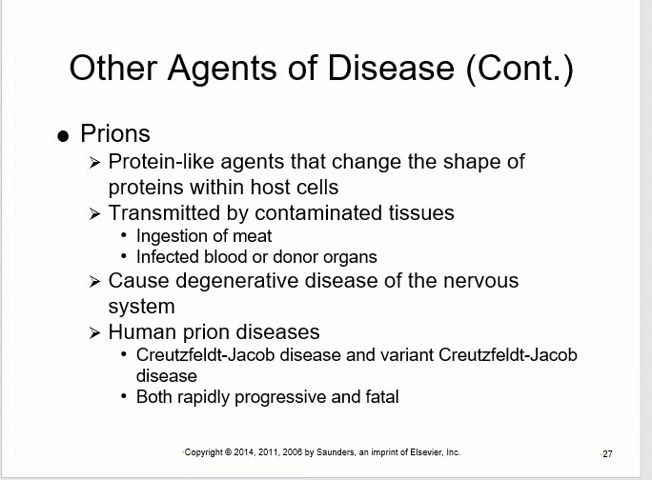 Other Agents of Disease (Cont.)
● Prions
➢ Protein-like agents that change the shape of
proteins within host cells
➢ Transmitted by contaminated tissues
• Ingestion of meat
• Infected blood or donor organs
➢ Cause degenerative disease of the nervous
system
➢ Human prion diseases
• Creutzfeldt-Jacob disease and variant Creutzfeldt-Jacob
disease
• Both rapidly progressive and fatal
Copyright © 2014, 2011, 2006 by Saunders, an imprint of Elsevier, Inc.
27